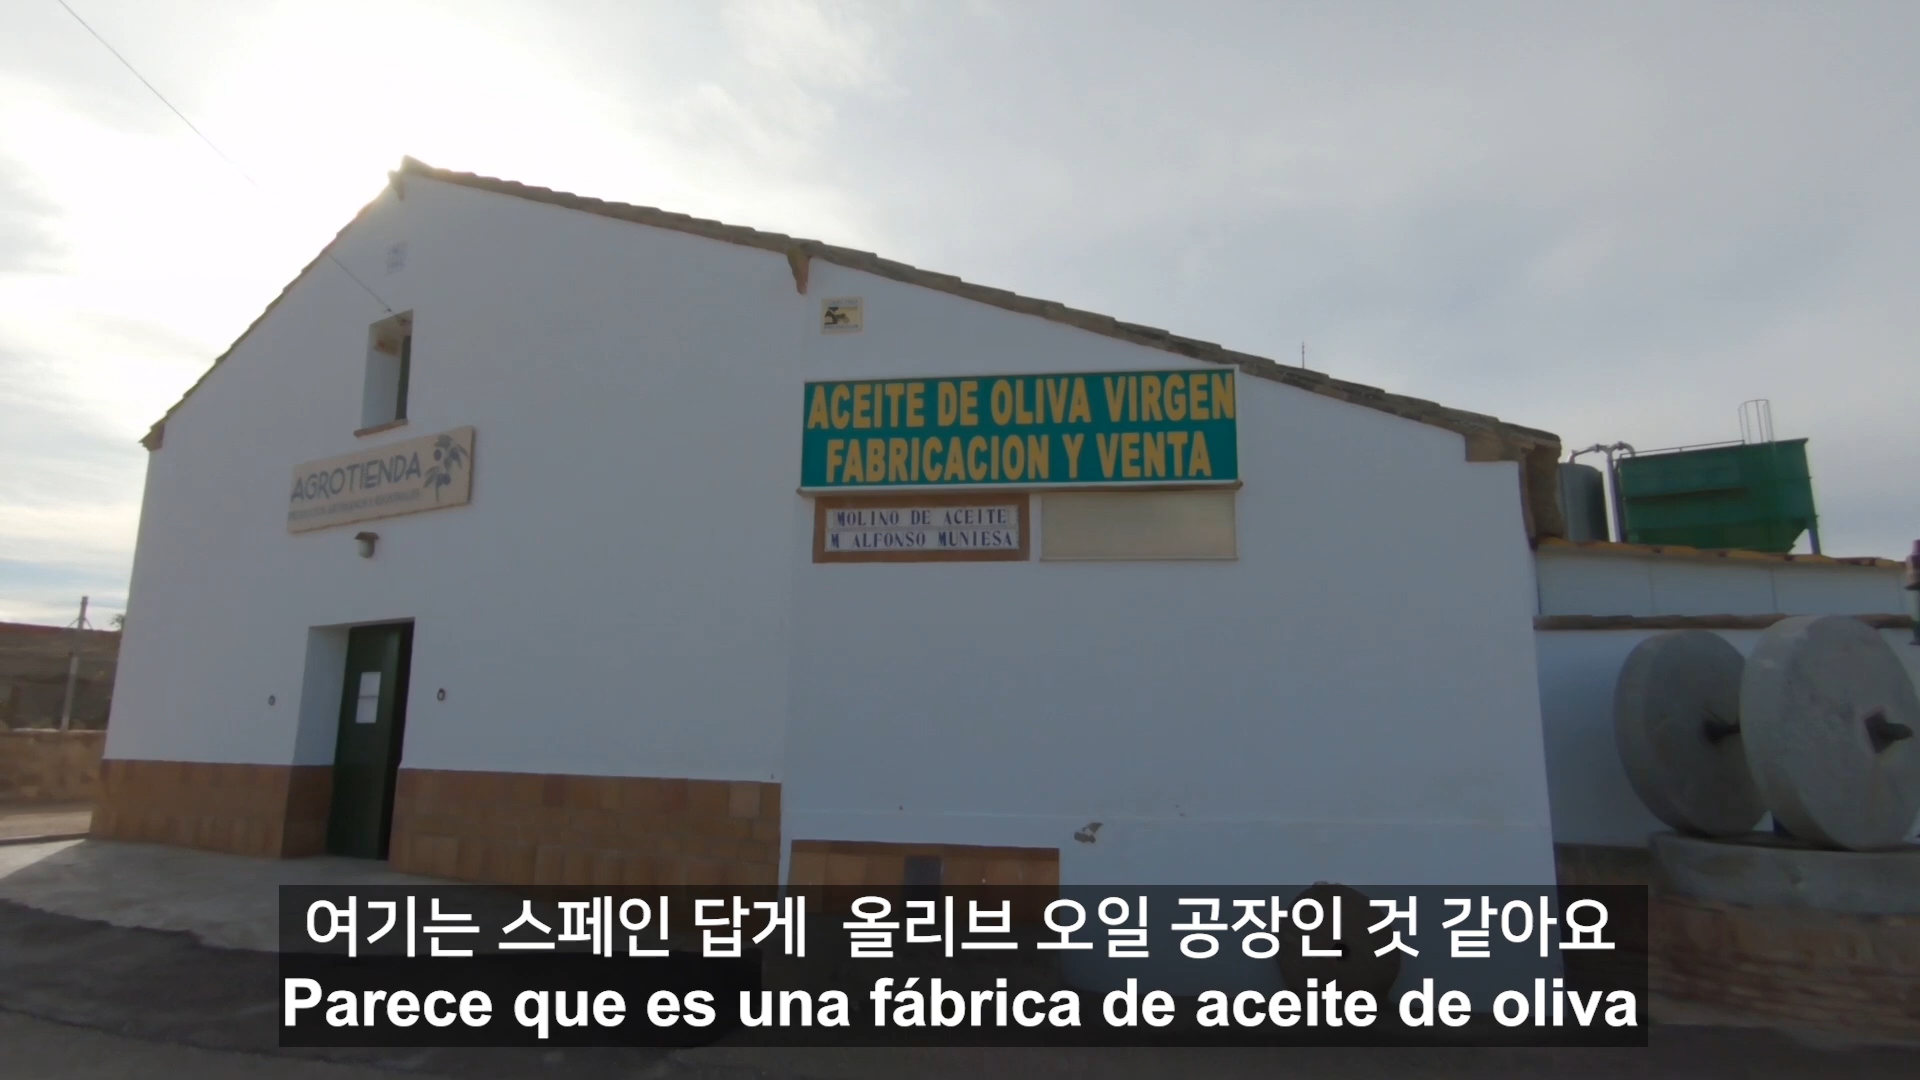 ACEITE DE OLIVA VIRGEN
FABRICACION Y VENTA
AGROTIENDA
MOLINO DE ACEITE
M ALFONSO MUNIESA
여기는 스페인 답게 올리브 오일 공장인 것 같아요
Parece que es una fábrica de aceite de oliva